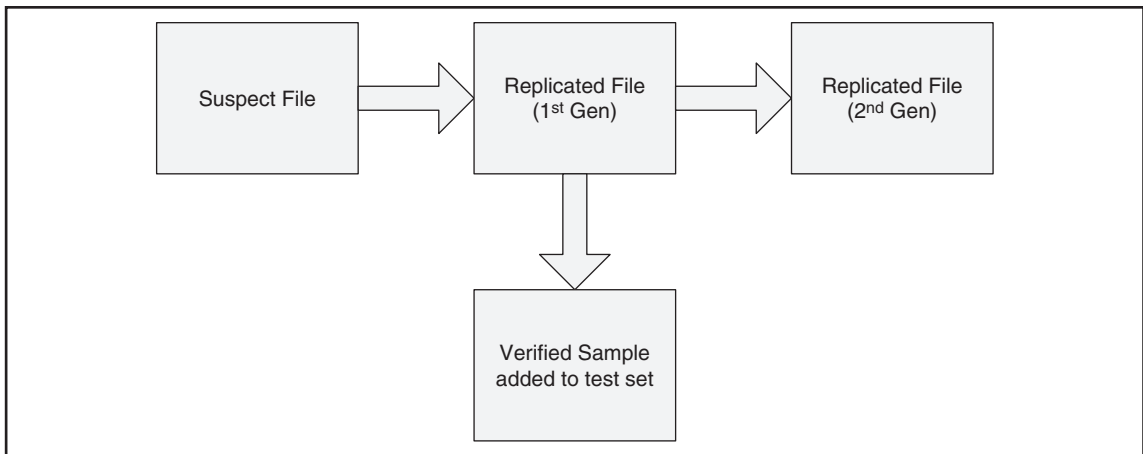 Suspect File
Replicated File
(1st Gen)
Replicated File
(2nd Gen)
Verified Sample
added to test set